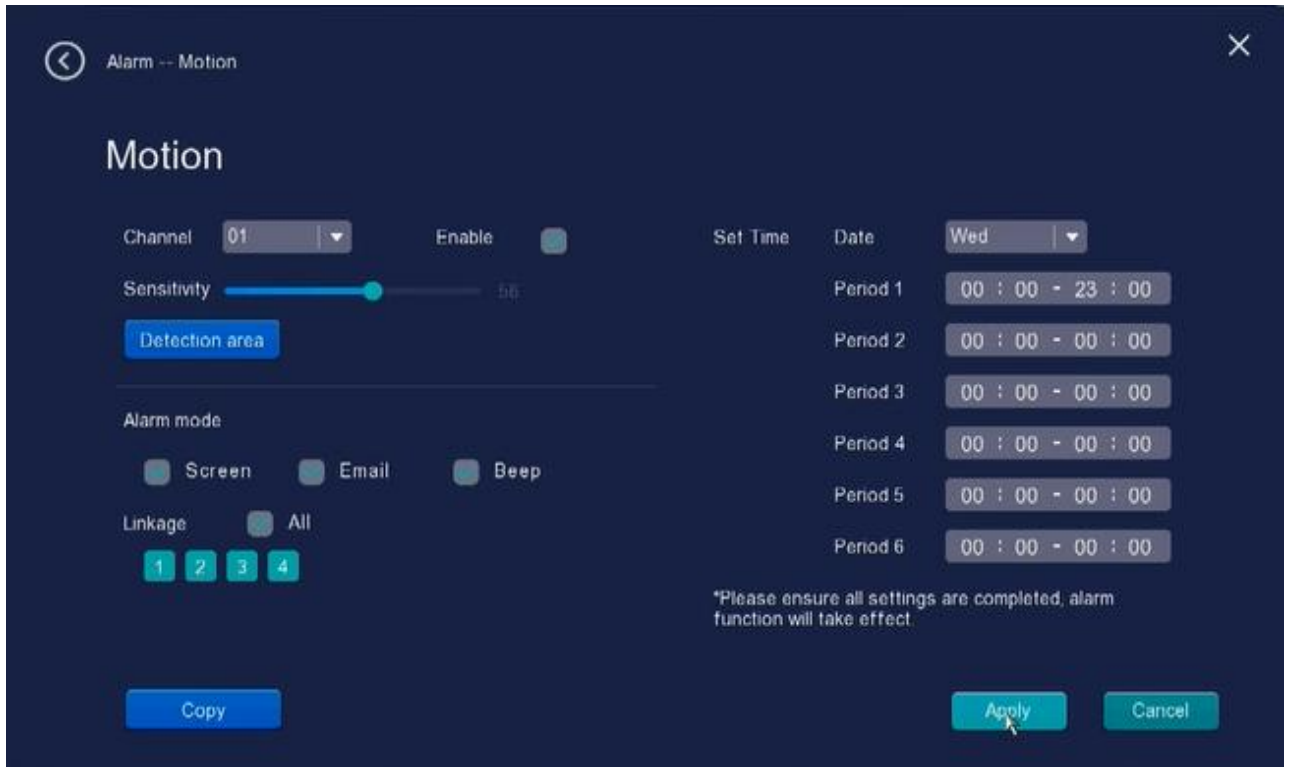 Alarm -- Motion
Motion
Channel 01 Enable
Sensitivity 56
Detection area
Alarm mode
Screen Email Beep
Linkage All
1 2 3 4
Set Time Date Wed
Period 1 00 : 00 - 23 : 00
Period 2 00 : 00 - 00 : 00
Period 3 00 : 00 - 00 : 00
Period 4 00 : 00 - 00 : 00
Period 5 00 : 00 - 00 : 00
Period 6 00 : 00 - 00 : 00
*Please ensure all settings are completed, alarm
function will take effect.
Copy Apply Cancel